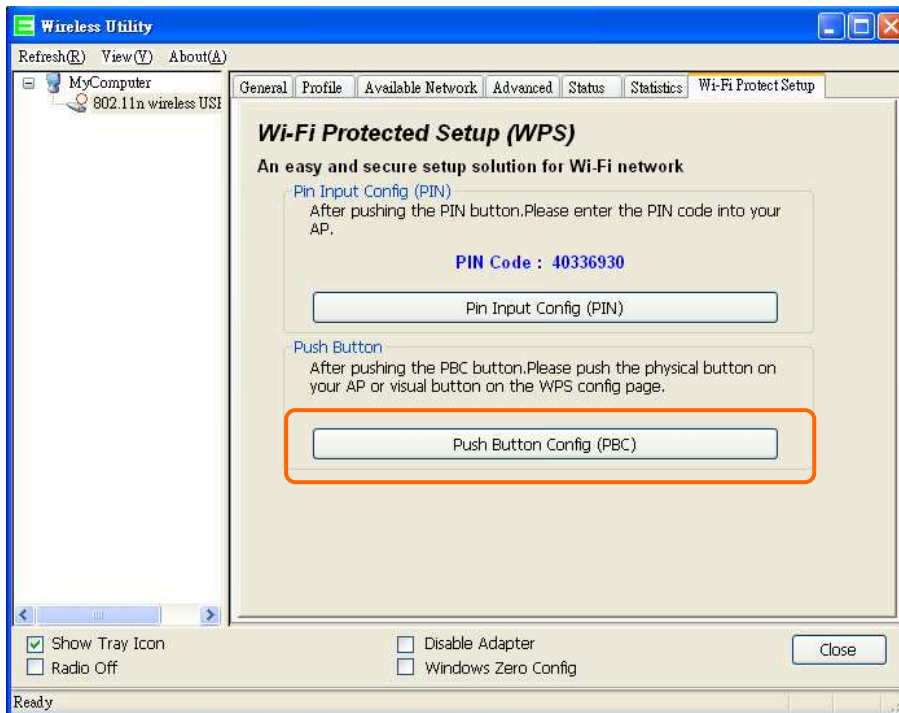 Wireless Utility
Refresh(R) View(V) About(A)
MyComputer
802.11n wireless USB
General Profile Available Network Advanced Status Statistics Wi-Fi Protect Setup
Wi-Fi Protected Setup (WPS)
An easy and secure setup solution for Wi-Fi network
Pin Input Config (PIN)
After pushing the PIN button.Please enter the PIN code into your
AP.
PIN Code : 40336930
Pin Input Config (PIN)
Push Button
After pushing the PBC button.Please push the physical button on
your AP or visual button on the WPS config page.
Push Button Config (PBC)
Show Tray Icon
Radio Off
Disable Adapter
Windows Zero Config
Close
Ready